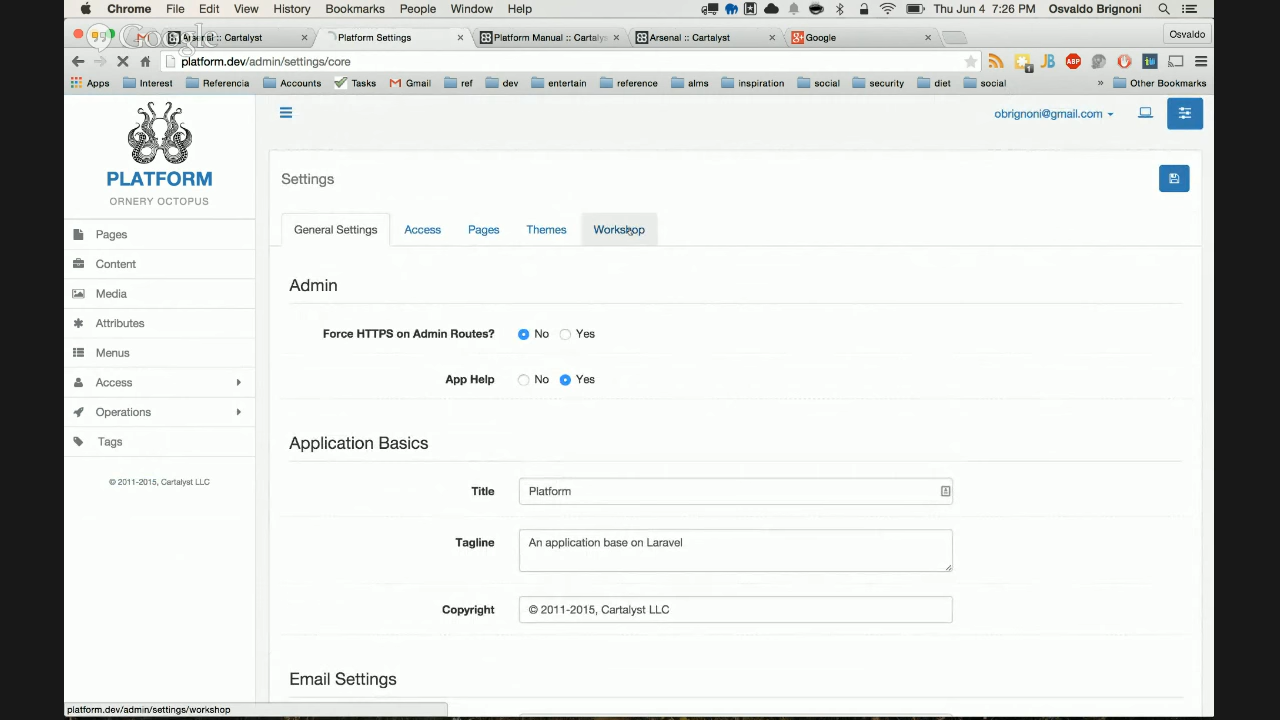 Chrome File Edit View History Bookmarks People Window Help Thu Jun 4 7:26 PM Osvaldo Brignoni
Google
Arsenal :: Cartalyst Platform Settings Platform Manual :: Cartalys Arsenal :: Cartalyst Google Osvaldo
platform.dev/admin/settings/core
Apps Interest Referencia Accounts Tasks Gmail ref dev entertain reference alms inspiration social security diet social » Other Bookmarks
PLATFORM
ORNERY OCTOPUS
Pages
Content
Media
Attributes
Menus
Access
Operations
Tags
© 2011-2015, Cartalyst LLC
obrignoni@gmail.com
Settings
General Settings Access Pages Themes Workshop
Admin
Force HTTPS on Admin Routes? No Yes
App Help No Yes
Application Basics
Title Platform
Tagline An application base on Laravel
Copyright © 2011-2015, Cartalyst LLC
Email Settings
platform.dev/admin/settings/workshop